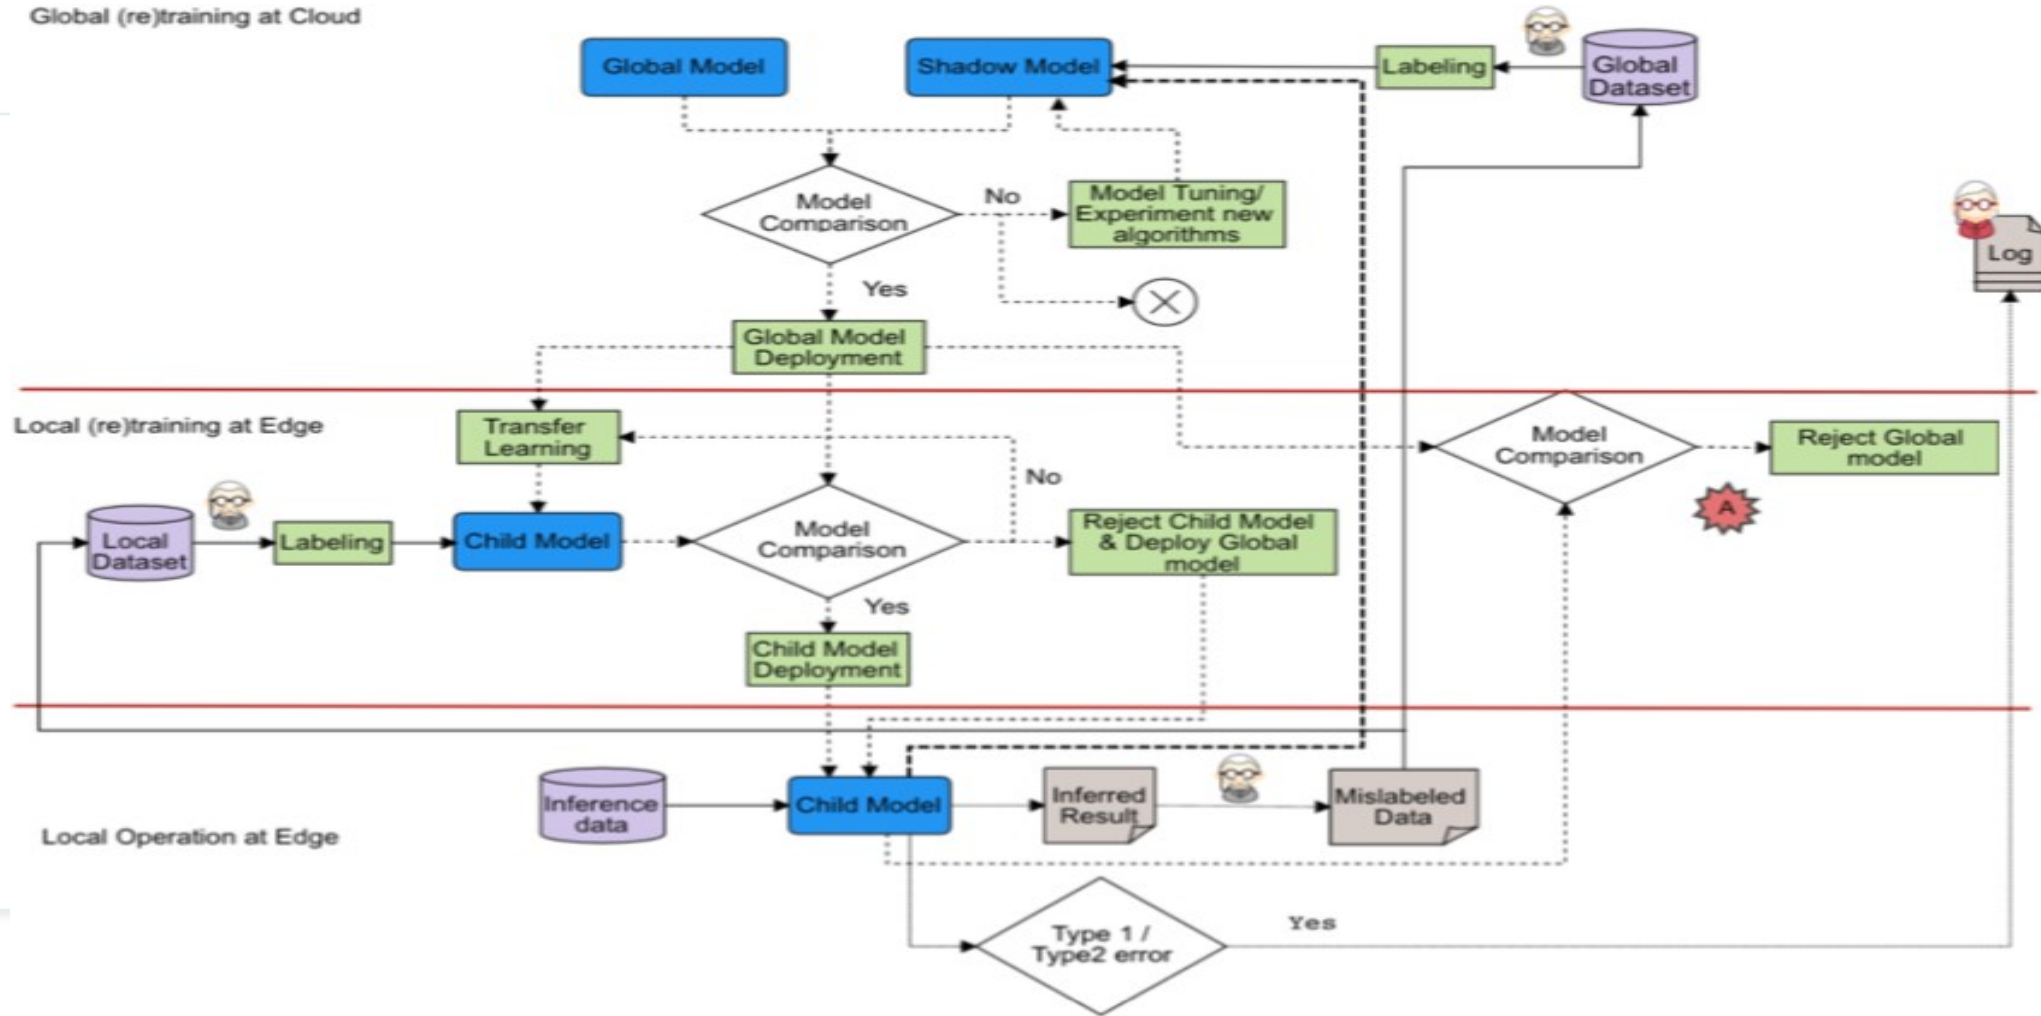 Global (re)training at Cloud
Global Model
Shadow Model
Labeling
Global
Dataset
Model
Comparison
No
Model Tuning/
Experiment new
algorithms
Log
Yes
Global Model
Deployment
Local (re)training at Edge
Transfer
Learning
Model
Comparison
Reject Global
model
No
A
Local
Dataset
Labeling
Child Model
Model
Comparison
Reject Child Model
& Deploy Global
model
Yes
Child Model
Deployment
Inference
data
Child Model
Inferred
Result
Mislabeled
Data
Local Operation at Edge
Type 1 /
Type2 error
Yes